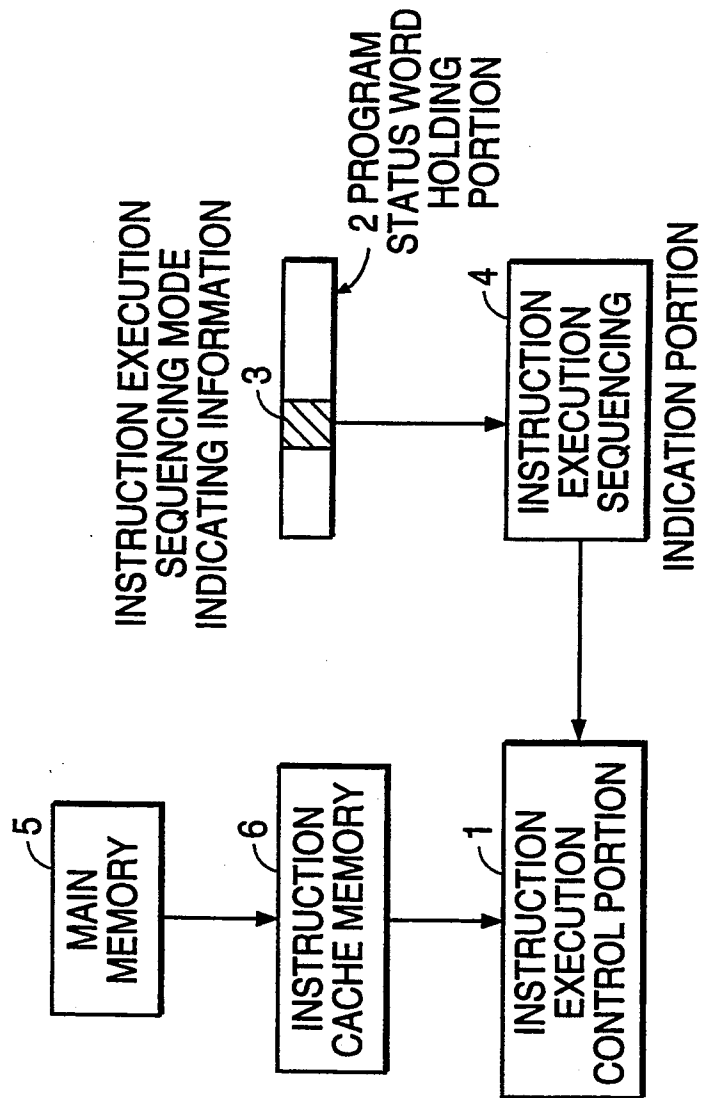 5
MAIN
MEMORY
6
INSTRUCTION
CACHE MEMORY
1
INSTRUCTION
EXECUTION
CONTROL PORTION
INSTRUCTION EXECUTION
SEQUENCING MODE
INDICATING INFORMATION
3
2 PROGRAM
STATUS WORD
HOLDING
PORTION
4
INSTRUCTION
EXECUTION
SEQUENCING
INDICATION PORTION